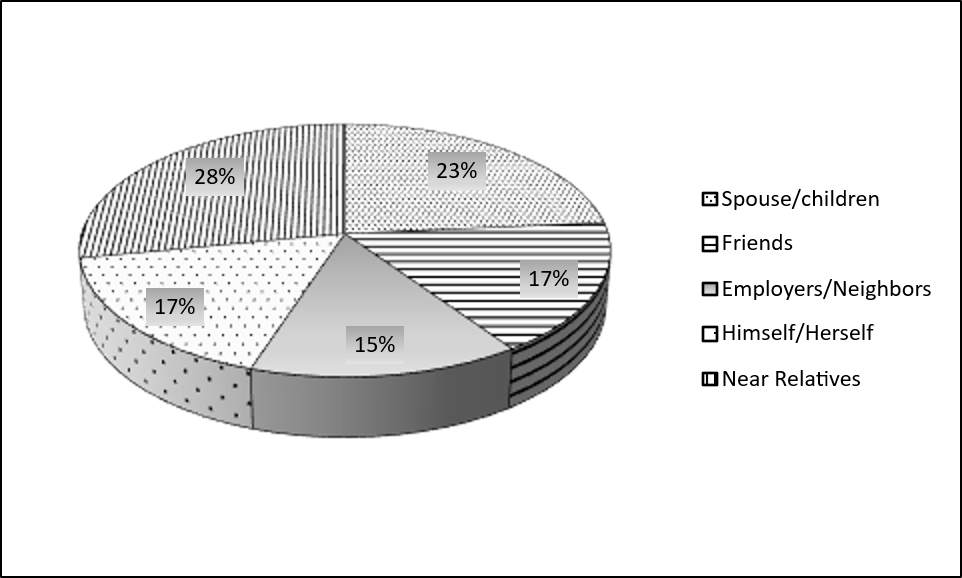 28%
23%
17%
17%
15%
Spouse/children
Friends
Employers/Neighbors
Himself/Herself
Near Relatives